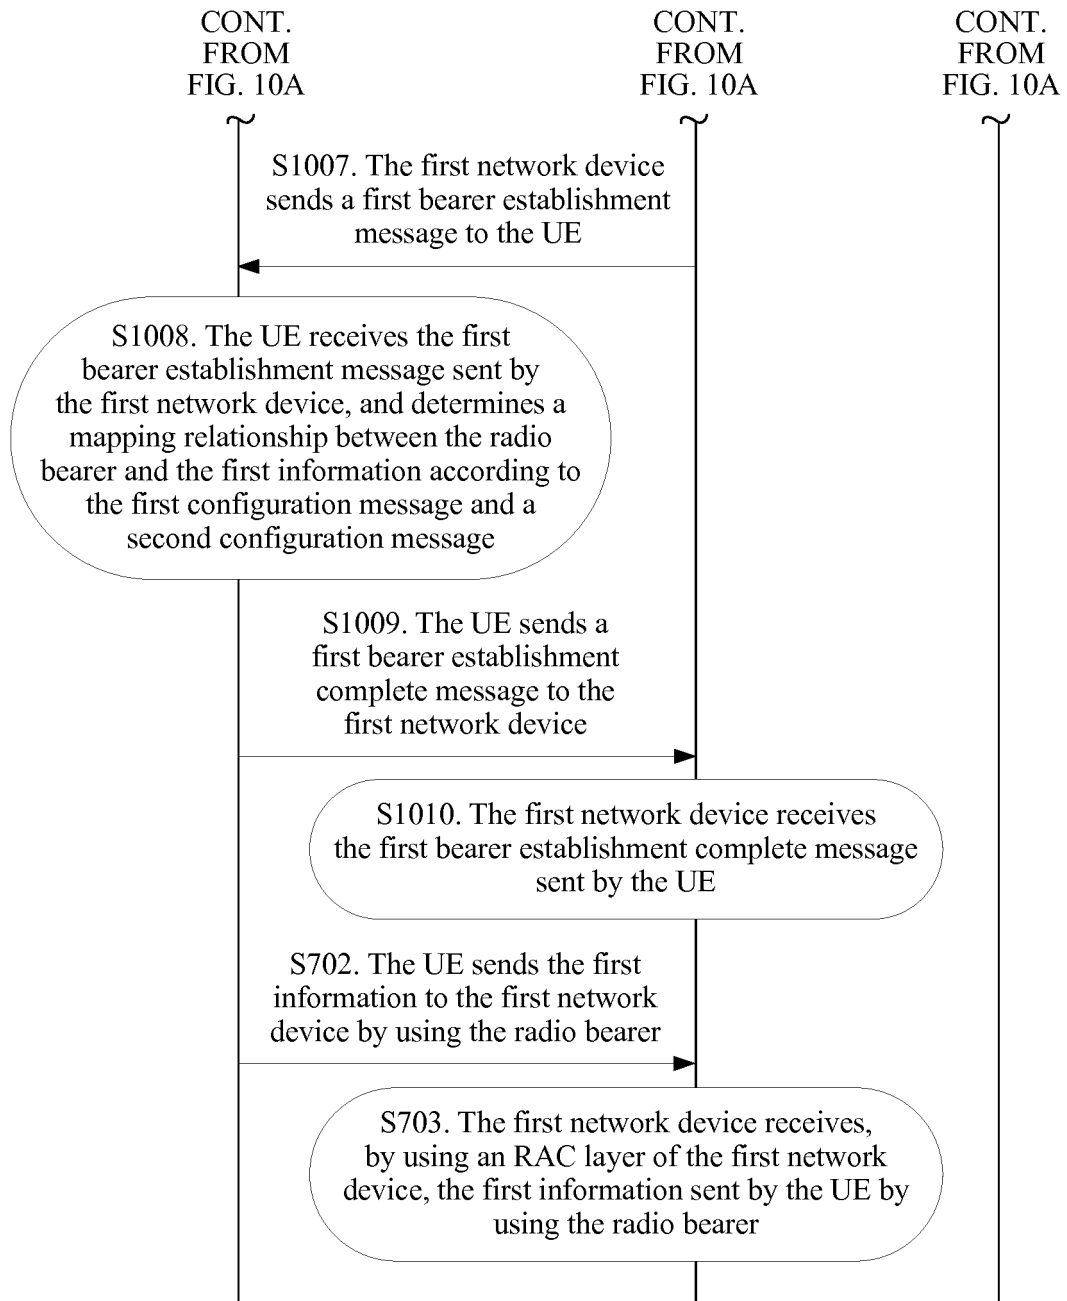 CONT.
FROM
FIG. 10A
CONT.
FROM
FIG. 10A
CONT.
FROM
FIG. 10A
S1007. The first network device
sends a first bearer establishment
message to the UE
S1008. The UE receives the first
bearer establishment message sent by
the first network device, and determines a
mapping relationship between the radio
bearer and the first information according to
the first configuration message and a
second configuration message
S1009. The UE sends a
first bearer establishment
complete message to the
first network device
S1010. The first network device receives
the first bearer establishment complete message
sent by the UE
S702. The UE sends the first
information to the first network
device by using the radio bearer
S703. The first network device receives,
by using an RAC layer of the first network
device, the first information sent by the UE by
using the radio bearer